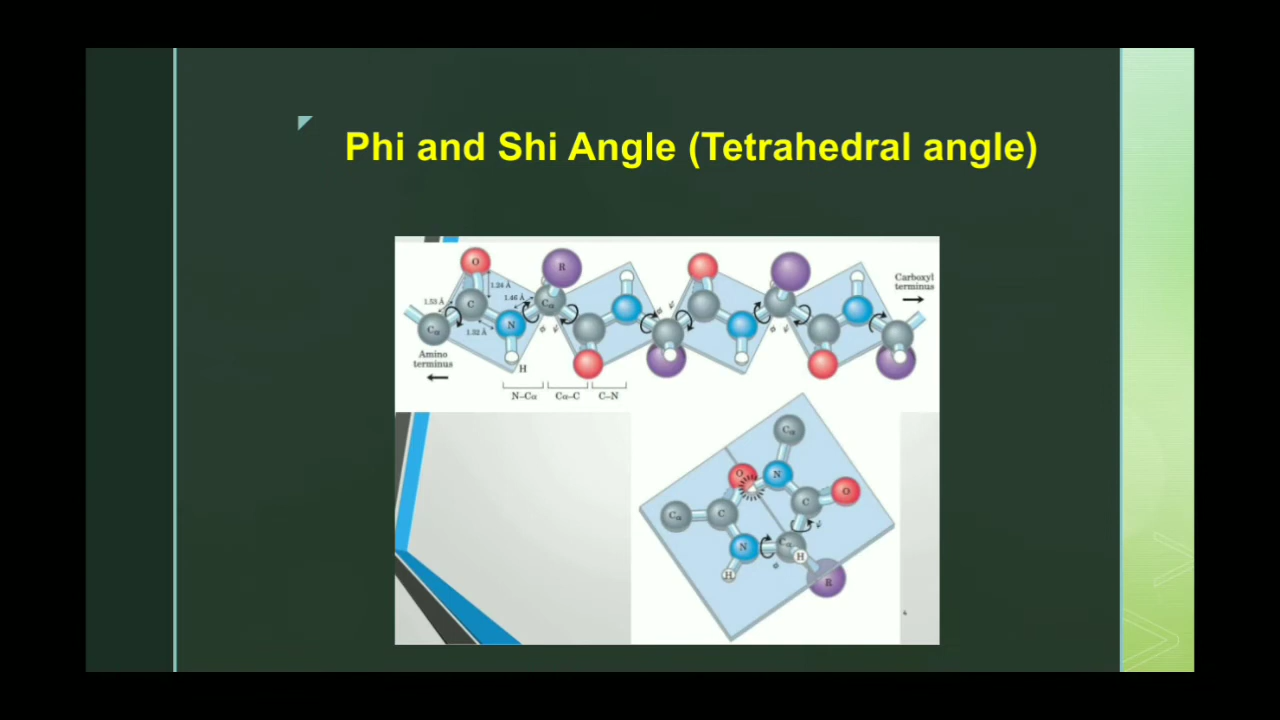 Phi and Shi Angle (Tetrahedral angle)
O
R
1.24 Å
1.53 Å
C
1.46 Å
Cα
Cα
N
1.32 Å
H
ϕ ψ
ϕ ψ
ϕ ψ
Amino
terminus
Carboxyl
terminus
N–Cα
Cα–C
C–N
Cα
O
N
O
C
Cα
C
ψ
N
Cα
H
ϕ
H
R